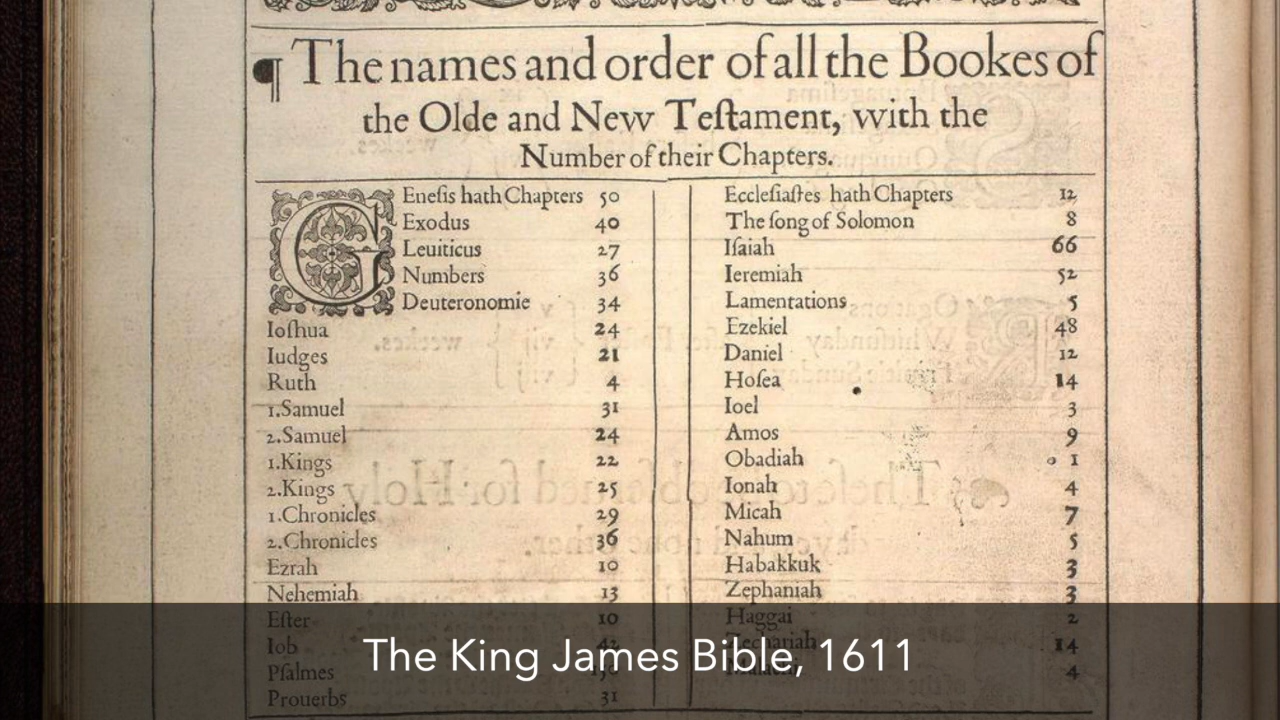 ¶ The names and order of all the Bookes of
the Olde and New Teſtament, with the
Number of their Chapters.
GEneſis hath Chapters 50
Exodus 40
Leuiticus 27
Numbers 36
Deuteronomie 34
Ioſhua 24
Iudges 21
Ruth 4
1.Samuel 31
2.Samuel 24
1.Kings 22
2.Kings 25
1.Chronicles 29
2.Chronicles 36
Ezrah 10
Nehemiah 13
Eſter 10
Iob 42
Pſalmes 150
Prouerbs 31
Eccleſiaſtes hath Chapters 12
The ſong of Solomon 8
Iſaiah 66
Ieremiah 52
Lamentations 5
Ezekiel 48
Daniel 12
Hoſea 14
Ioel 3
Amos 9
Obadiah 1
Ionah 4
Micah 7
Nahum 5
Habakkuk 3
Zephaniah 3
Haggai 2
Zechariah 14
Malachi 4
The King James Bible, 1611